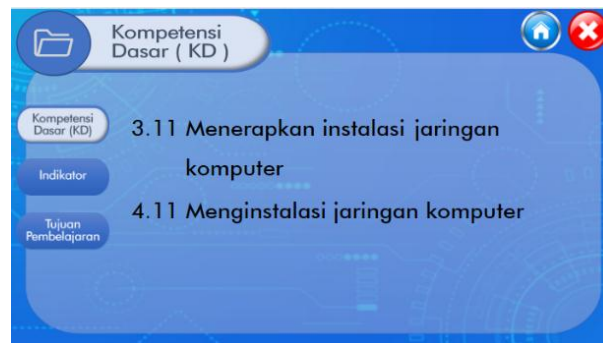 Kompetensi
Dasar ( KD )
Kompetensi
Dasar (KD)
Indikator
Tujuan
Pembelajaran
3.11 Menerapkan instalasi jaringan
komputer
4.11 Menginstalasi jaringan komputer